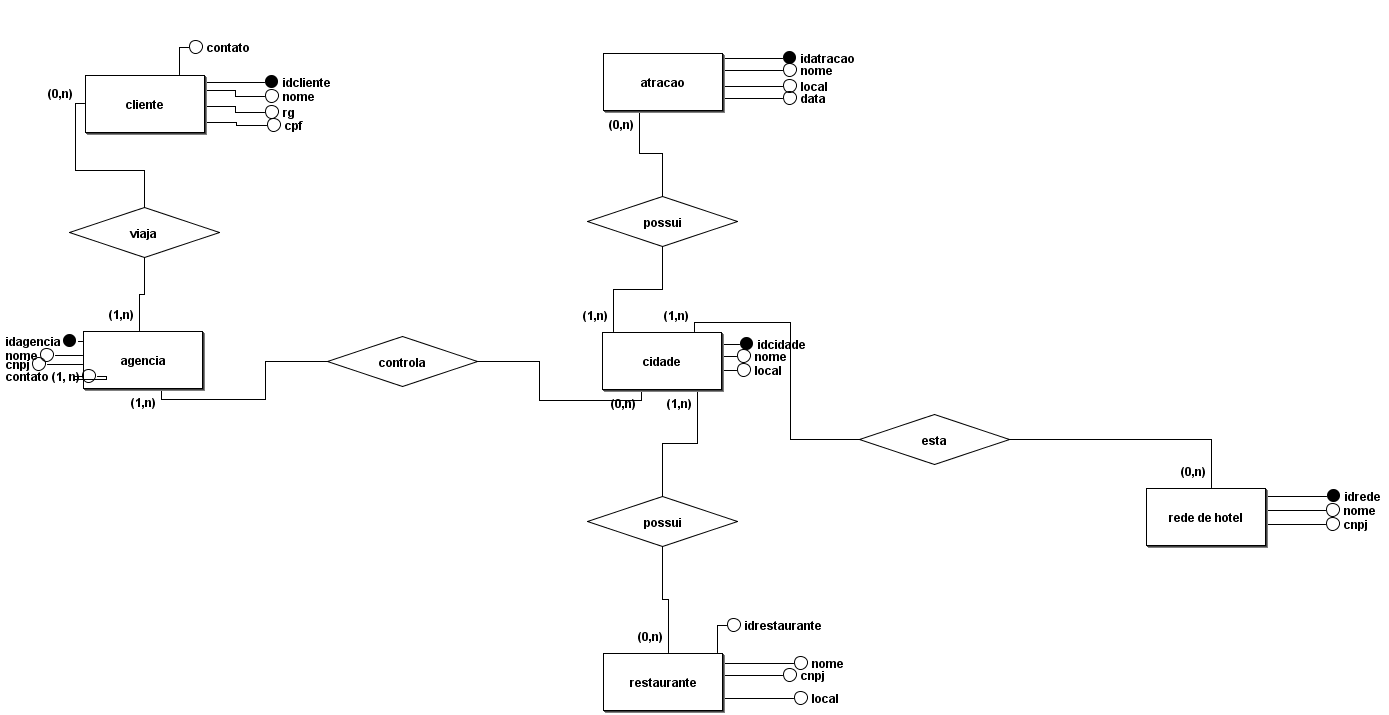 contato
idcliente
nome
rg
cpf
(0,n)
cliente
viaja
(1,n)
idagencia
nome
cnpj
contato (1, n)
agencia
(1,n)
controla
idatracao
nome
local
data
atracao
(0,n)
possui
(1,n)
(1,n)
idcidade
nome
local
cidade
(0,n)
(1,n)
esta
(0,n)
rede de hotel
idrede
nome
cnpj
possui
(0,n)
idrestaurante
nome
cnpj
local
restaurante